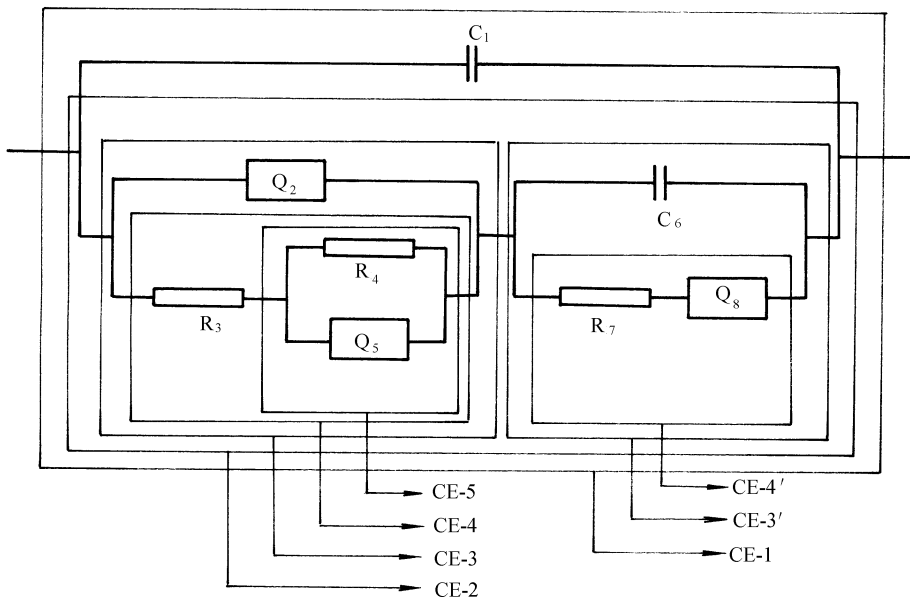 C₁
Q₂
C₆
R₄
R₃
Q₅
R₇
Q₈
CE-5
CE-4
CE-3
CE-2
CE-4′
CE-3′
CE-1